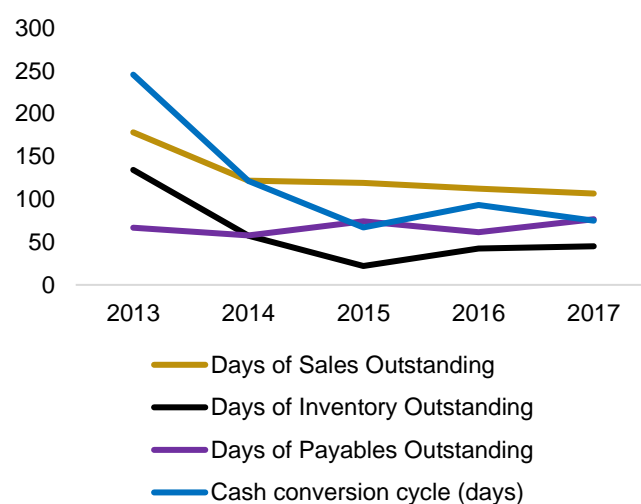 300
250
200
150
100
50
0
2013 2014 2015 2016 2017
Days of Sales Outstanding
Days of Inventory Outstanding
Days of Payables Outstanding
Cash conversion cycle (days)